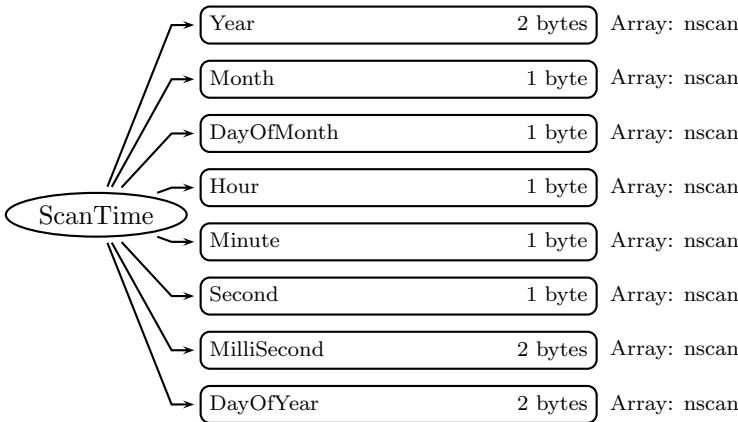 Year 2 bytes Array: nscan
Month 1 byte Array: nscan
DayOfMonth 1 byte Array: nscan
Hour 1 byte Array: nscan
ScanTime
Minute 1 byte Array: nscan
Second 1 byte Array: nscan
MilliSecond 2 bytes Array: nscan
DayOfYear 2 bytes Array: nscan